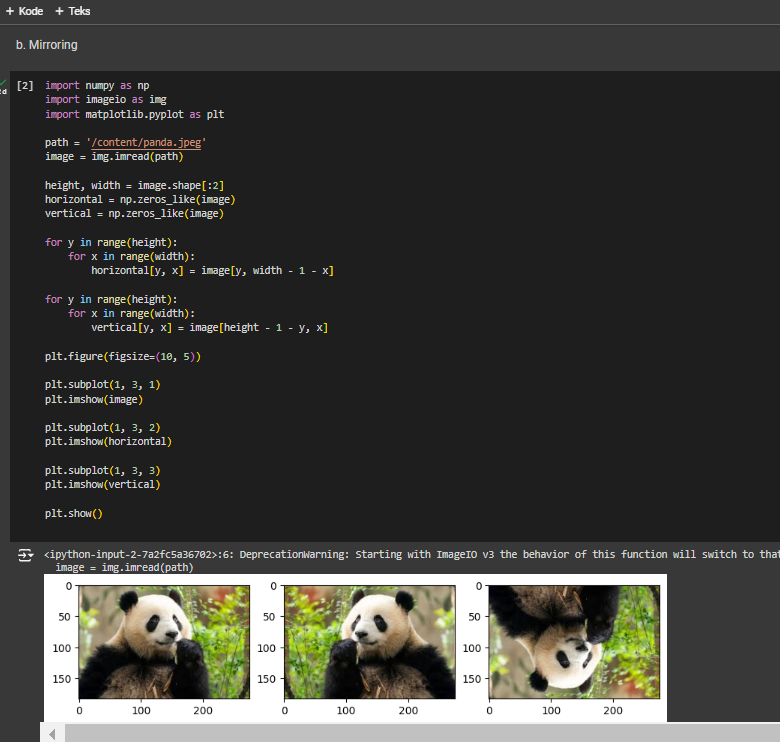 + Kode + Teks
b. Mirroring
[2] import numpy as np
import imageio as img
import matplotlib.pyplot as plt
path = '/content/panda.jpeg'
image = img.imread(path)
height, width = image.shape[:2]
horizontal = np.zeros_like(image)
vertical = np.zeros_like(image)
for y in range(height):
    for x in range(width):
        horizontal[y, x] = image[y, width - 1 - x]
for y in range(height):
    for x in range(width):
        vertical[y, x] = image[height - 1 - y, x]
plt.figure(figsize=(10, 5))
plt.subplot(1, 3, 1)
plt.imshow(image)
plt.subplot(1, 3, 2)
plt.imshow(horizontal)
plt.subplot(1, 3, 3)
plt.imshow(vertical)
plt.show()
<ipython-input-2-7a2fc5a36702>:6: DeprecationWarning: Starting with ImageIO v3 the behavior of this function will switch to that
image = img.imread(path)
0 0 0
50 50 50
100 100 100
150 150 150
0 100 200 0 100 200 0 100 200